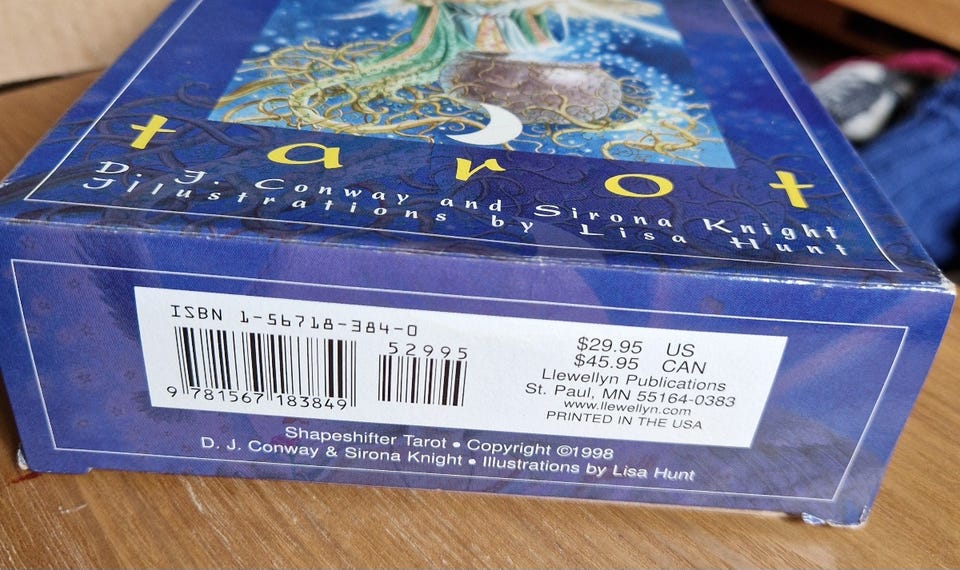 tarot
D. J. Conway and Sirona Knight
Illustrations by Lisa Hunt
ISBN 1-56718-384-0
52995
9 781567 183849
$29.95 US
$45.95 CAN
Llewellyn Publications
St. Paul, MN 55164-0383
www.llewellyn.com
PRINTED IN THE USA
Shapeshifter Tarot • Copyright ©1998
D. J. Conway & Sirona Knight • Illustrations by Lisa Hunt